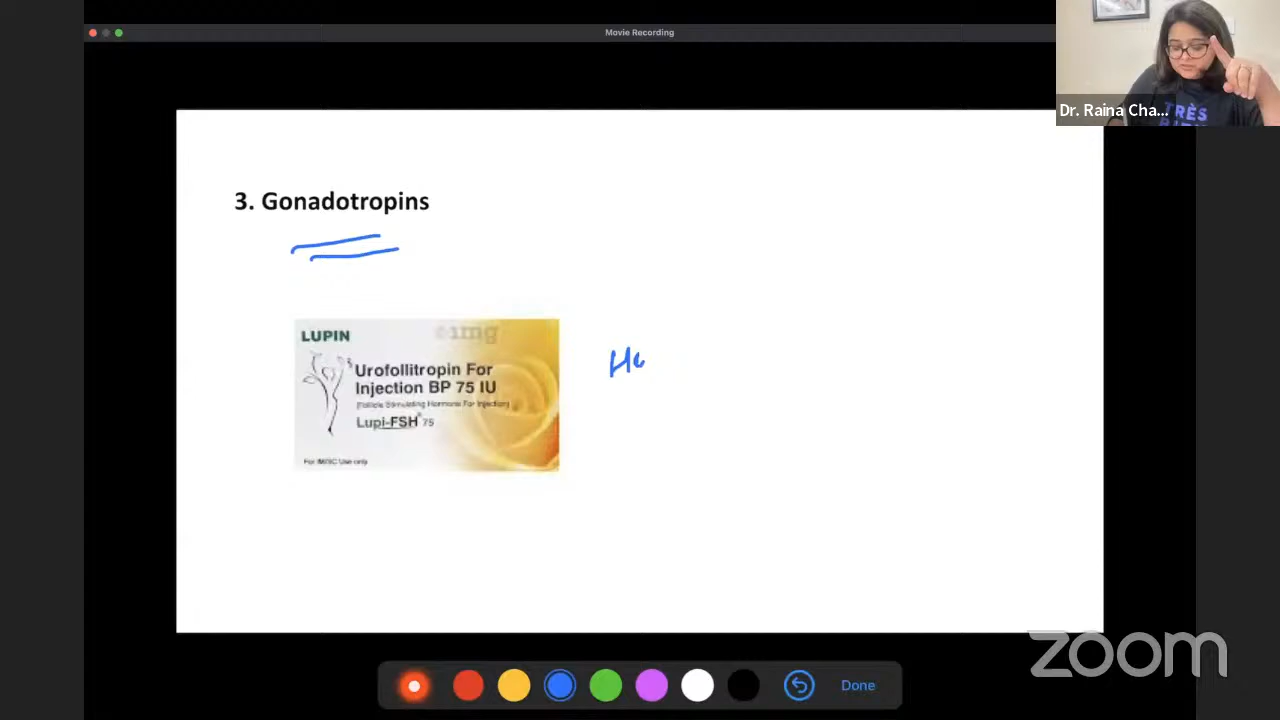 Movie Recording
Dr. Raina Cha...
TRÈS
3. Gonadotropins
LUPIN
1mg
Urofollitropin For
Injection BP 75 IU
(Follicle Stimulating Hormone For Injection)
Lupi-FSH® 75
For IM/SC Use only
Done
zoom